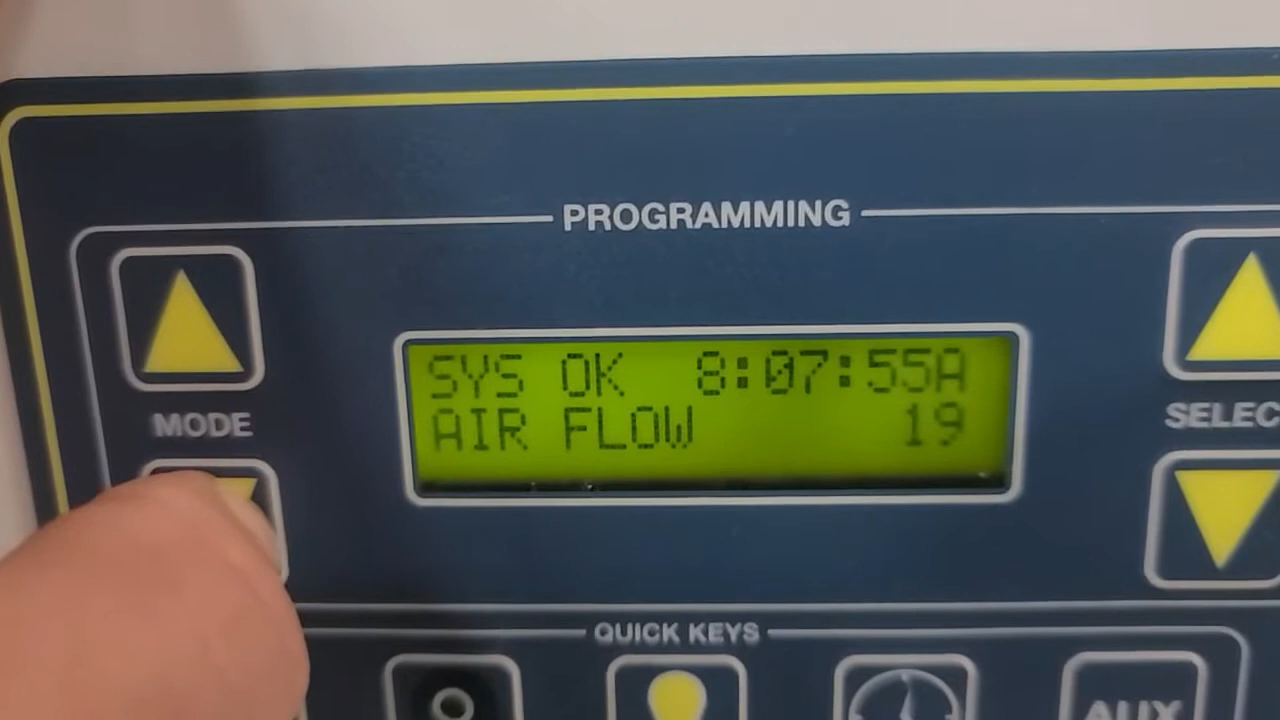 PROGRAMMING
SYS OK 8:07:55A
AIR FLOW 19
MODE
SELEC
QUICK KEYS
AUX